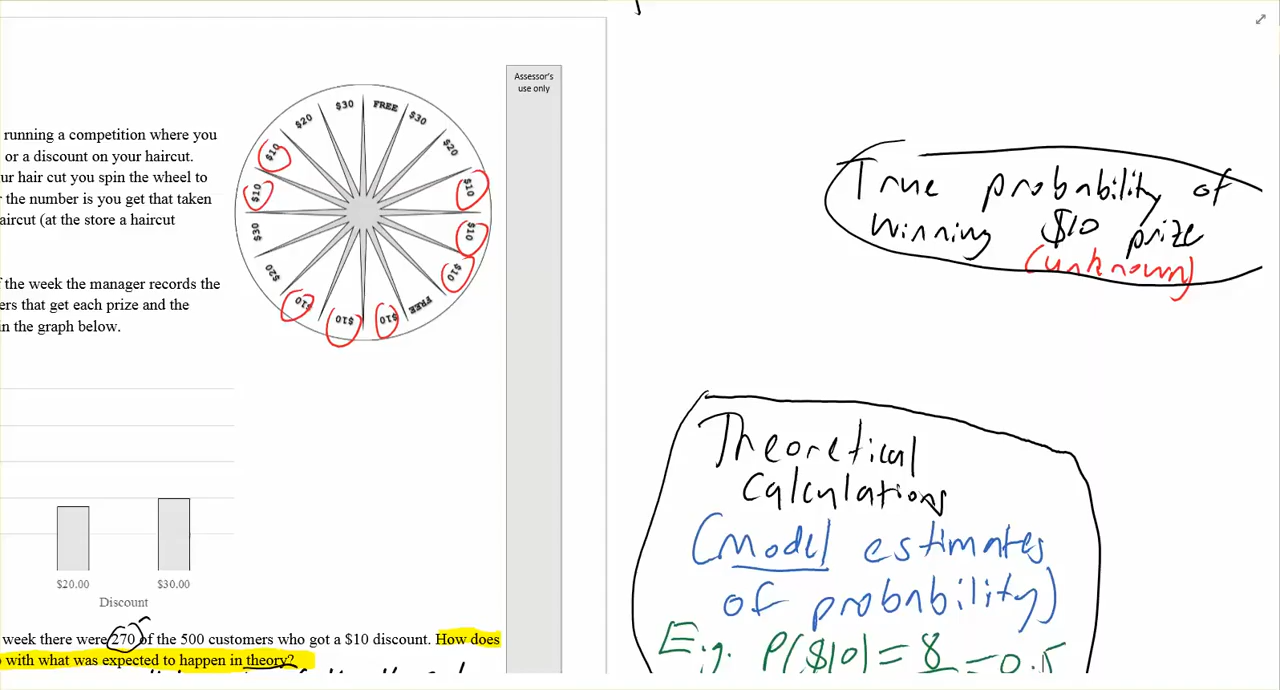 Assessor's
use only
$30
FREE
$30
$20
$20
$10
$10
$10
$10
$10
$30
$20
$10
$10
$10
FREE
running a competition where you
or a discount on your haircut.
ur hair cut you spin the wheel to
the number is you get that taken
aircut (at the store a haircut
f the week the manager records the
ers that get each prize and the
in the graph below.
$20.00
$30.00
Discount
week there were 270 of the 500 customers who got a $10 discount. How does
with what was expected to happen in theory?
True probability of
winning $10 prize
(unknown)
Theoretical
Calculations
(Model estimates
of probability)
E.g. P($10) = 8 = 0.5